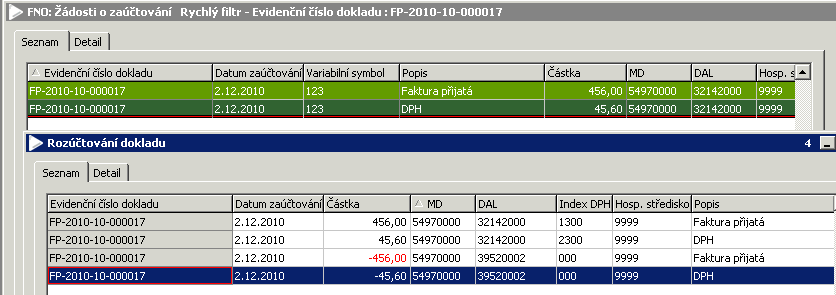 FNO: Žádosti o zaúčtování Rychlý filtr - Evidenční číslo dokladu : FP-2010-10-000017
Seznam Detail
Evidenční číslo dokladu Datum zaúčtování Variabilní symbol Popis Částka MD DAL Hosp. s
FP-2010-10-000017 2.12.2010 123 Faktura přijatá 456,00 54970000 32142000 9999
FP-2010-10-000017 2.12.2010 123 DPH 45,60 54970000 32142000 9999
Rozúčtování dokladu 4
Seznam Detail
Evidenční číslo dokladu Datum zaúčtování Částka MD DAL Index DPH Hosp. středisko Popis
FP-2010-10-000017 2.12.2010 456,00 54970000 32142000 1300 9999 Faktura přijatá
FP-2010-10-000017 2.12.2010 45,60 54970000 32142000 2300 9999 DPH
FP-2010-10-000017 2.12.2010 -456,00 54970000 39520002 000 9999 Faktura přijatá
FP-2010-10-000017 2.12.2010 -45,60 54970000 39520002 000 9999 DPH